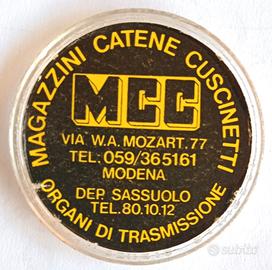 MAGAZZINI CATENE CUSCINETTI
MCC
VIA W.A. MOZART. 77
TEL: 059/365161
MODENA
DEP. SASSUOLO
TEL. 80.10.12
ORGANI DI TRASMISSIONE
subito